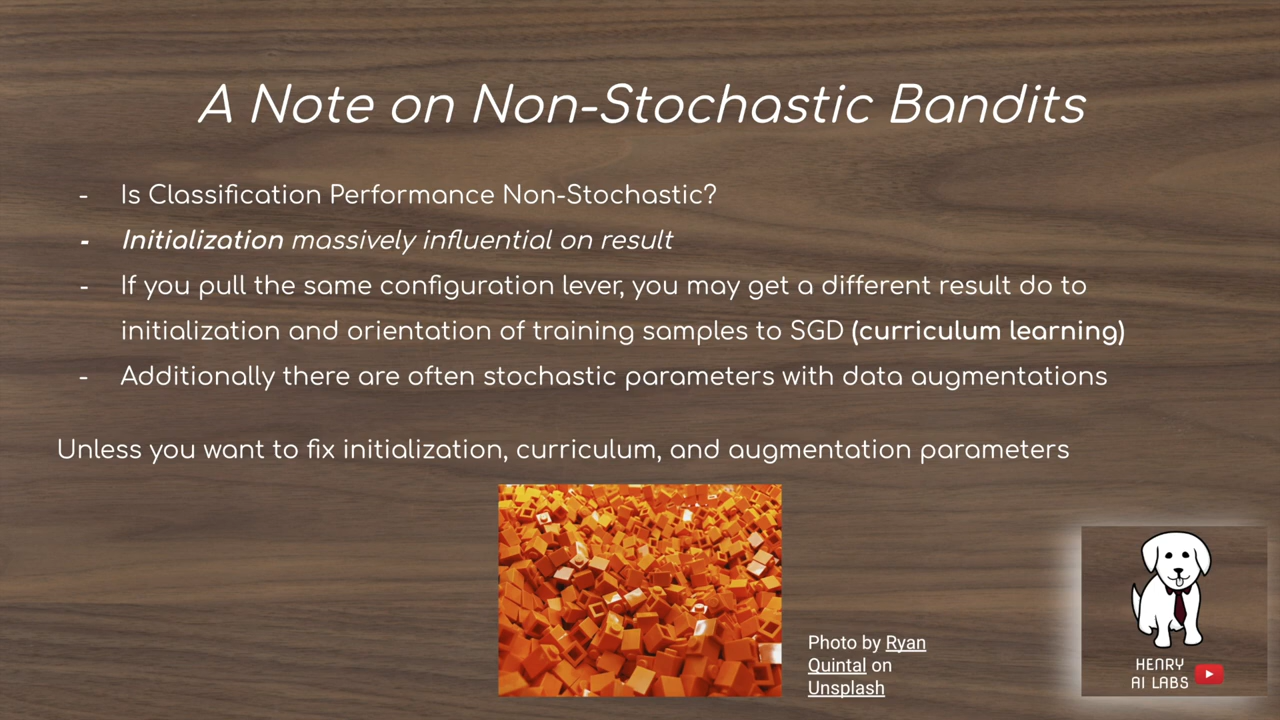 A Note on Non-Stochastic Bandits
- Is Classification Performance Non-Stochastic?
- Initialization massively influential on result
- If you pull the same configuration lever, you may get a different result do to
initialization and orientation of training samples to SGD (curriculum learning)
- Additionally there are often stochastic parameters with data augmentations
Unless you want to fix initialization, curriculum, and augmentation parameters
Photo by Ryan
Quintal on
Unsplash
HENRY
AI LABS